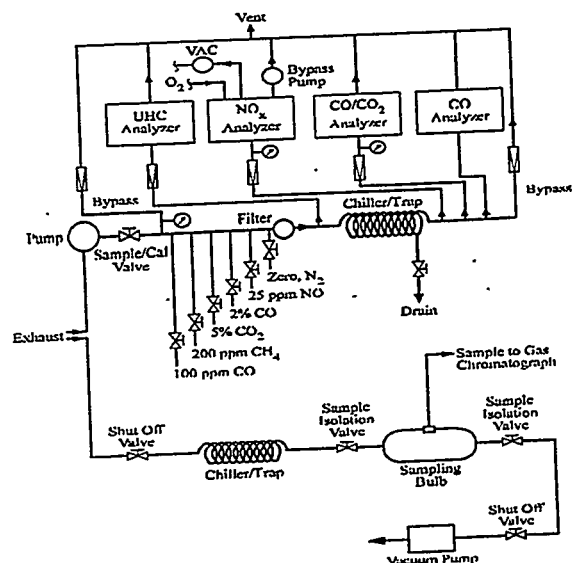 Vent
VAC
O2
Bypass
Pump
UHC
Analyzer
NOx
Analyzer
CO/CO2
Analyzer
CO
Analyzer
Bypass
Bypass
Filter
Chiller/Trap
Pump
Sample/Cal
Valve
Zero, N2
25 ppm NO
2% CO
5% CO2
200 ppm CH4
100 ppm CO
Drain
Exhaust
Sample to Gas
Chromatograph
Shut Off
Valve
Sample
Isolation
Valve
Sample
Isolation
Valve
Chiller/Trap
Sampling
Bulb
Shut Off
Valve
Vacuum Pump